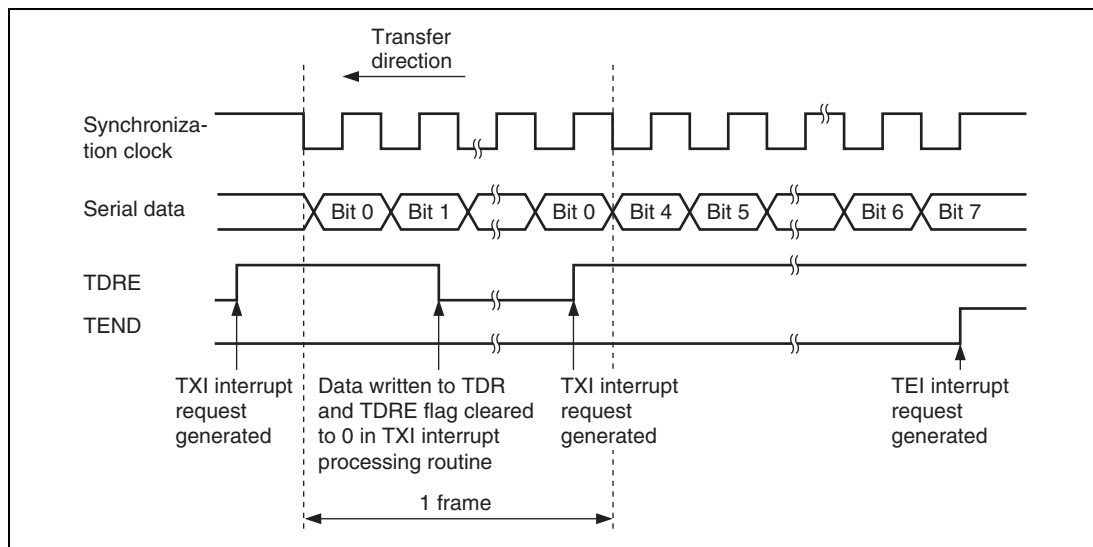 Transfer
direction
Synchroniza-
tion clock
Serial data
Bit 0
Bit 1
Bit 0
Bit 4
Bit 5
Bit 6
Bit 7
TDRE
TEND
TXI interrupt
request
generated
Data written to TDR
and TDRE flag cleared
to 0 in TXI interrupt
processing routine
TXI interrupt
request
generated
TEI interrupt
request
generated
1 frame